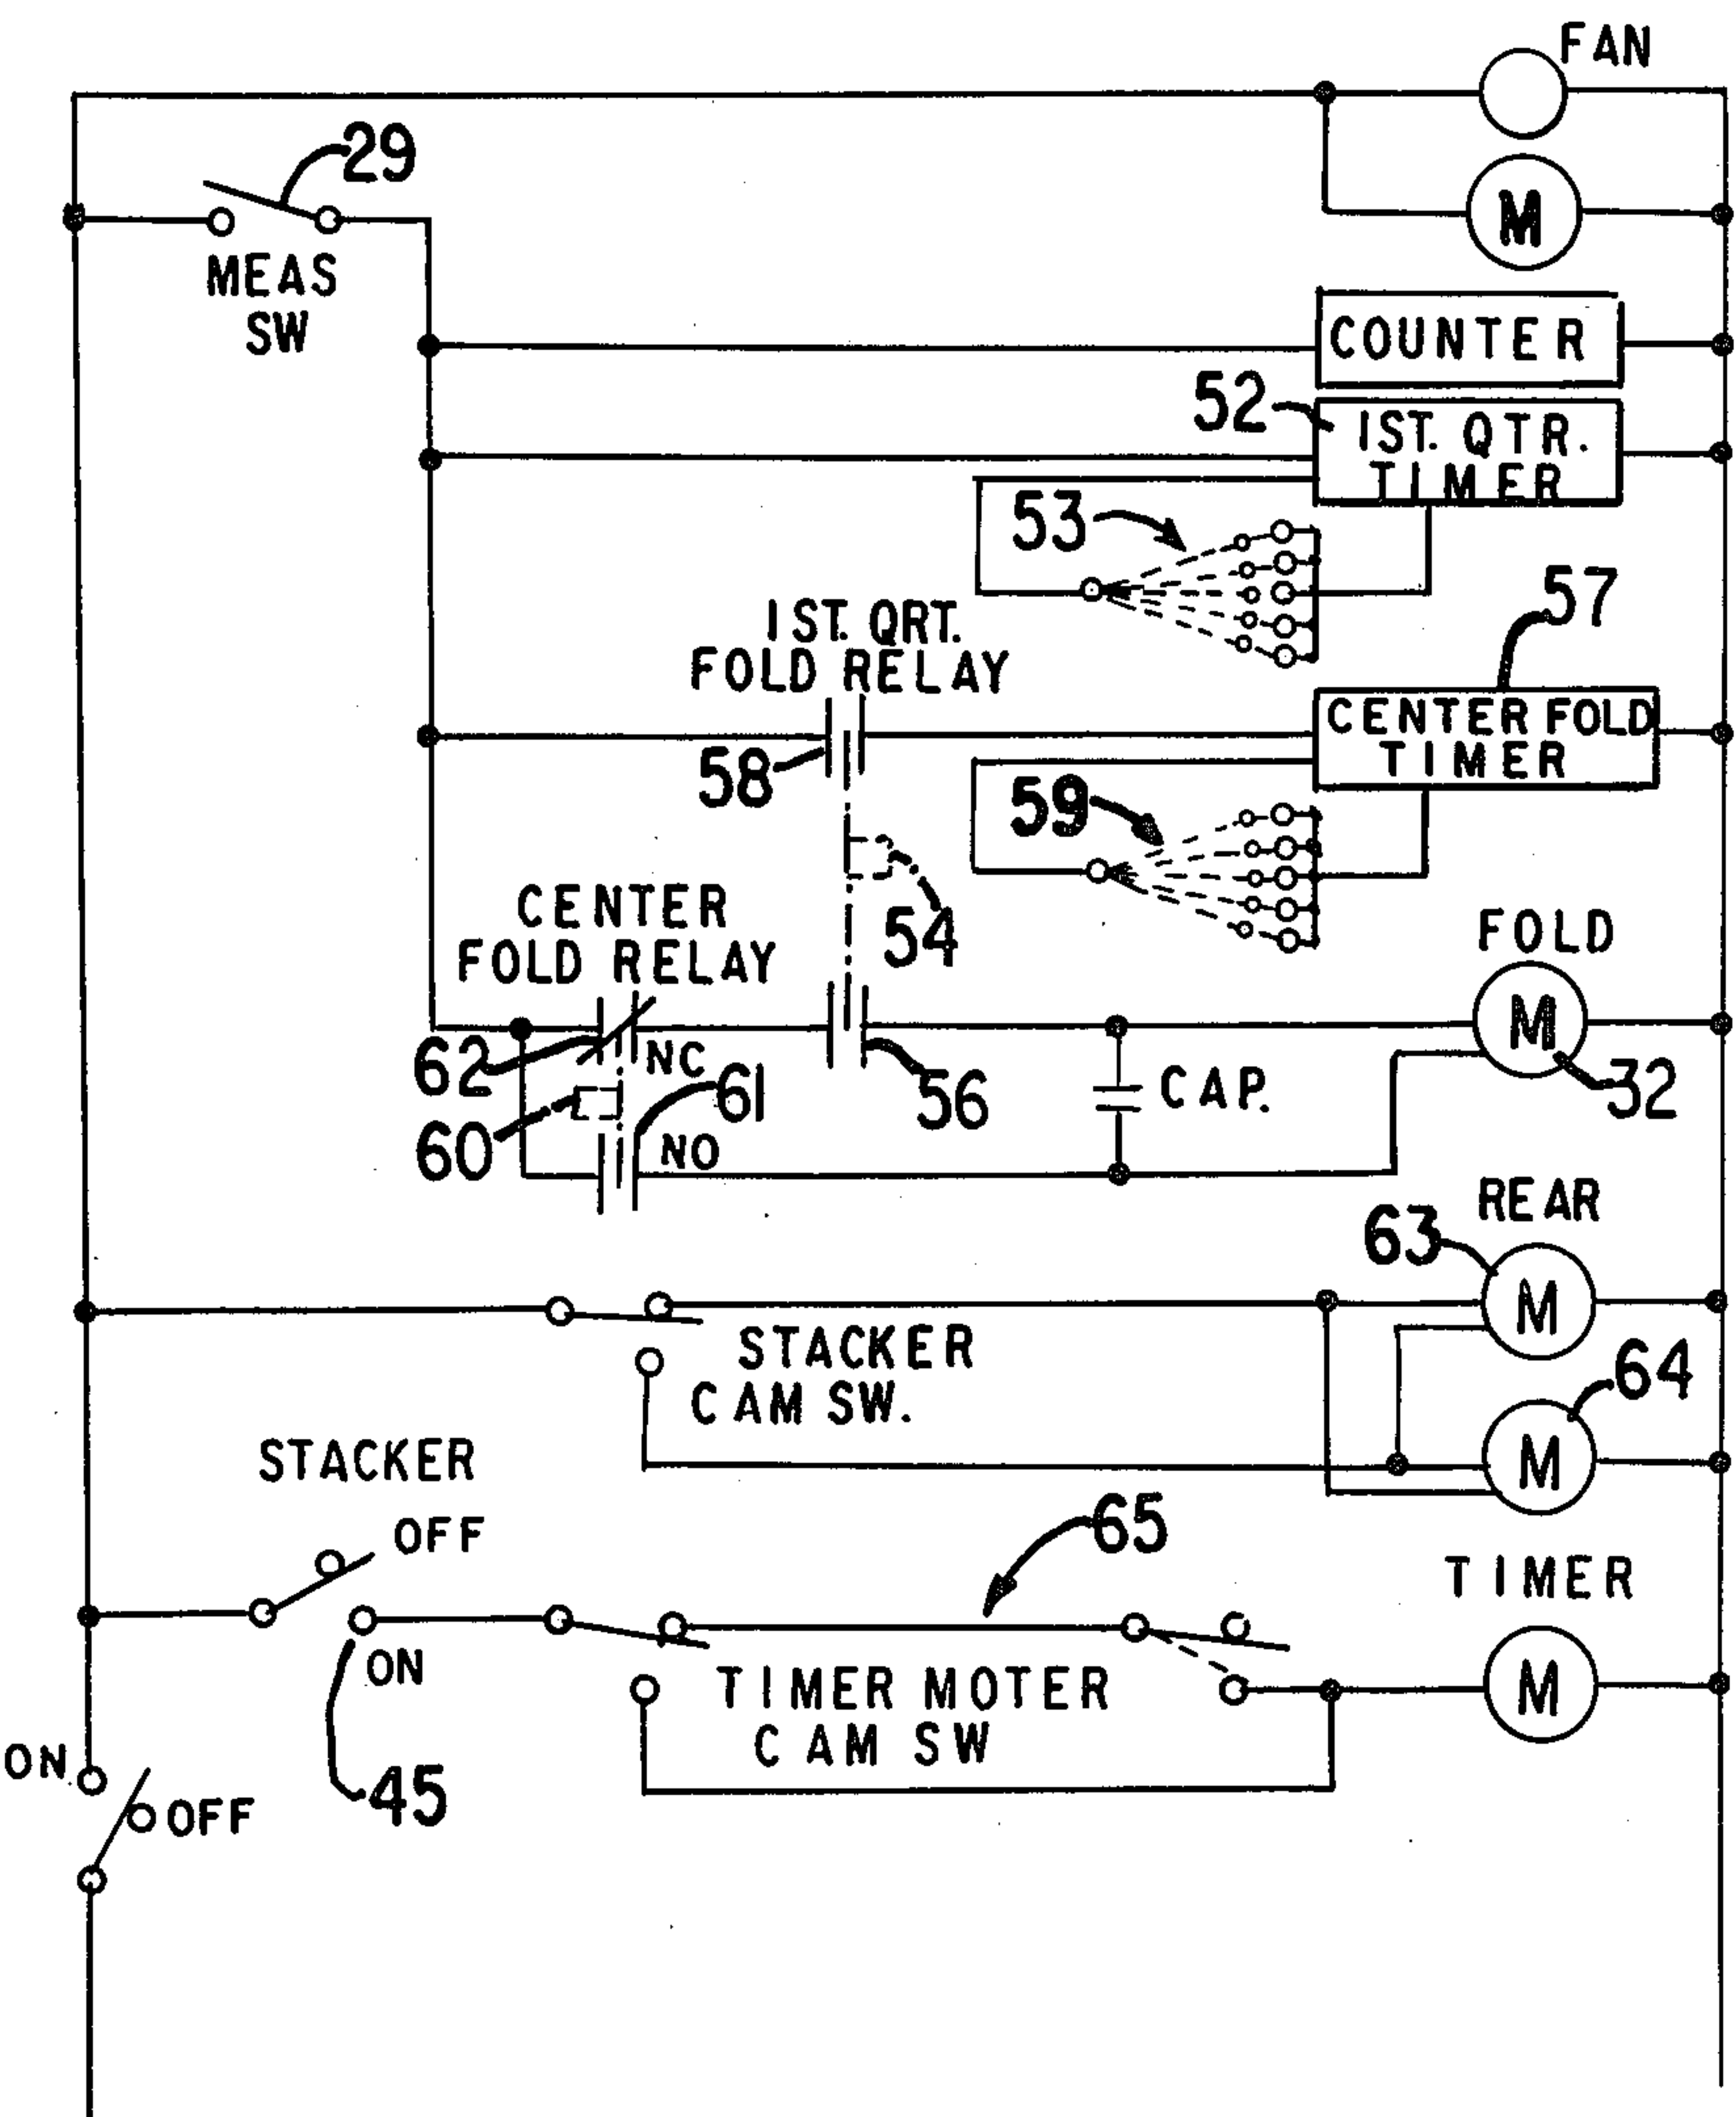 FAN
29
M
MEAS
SW
COUNTER
52
1ST. QTR.
TIMER
53
57
1ST. QRT.
FOLD RELAY
CENTER FOLD
TIMER
58
59
CENTER
FOLD RELAY
54
FOLD
M
62
NC
61
56
CAP.
32
60
NO
REAR
63
M
STACKER
CAM SW.
64
M
STACKER
OFF
65
TIMER
ON
TIMER MOTER
CAM SW
M
ON
OFF
45